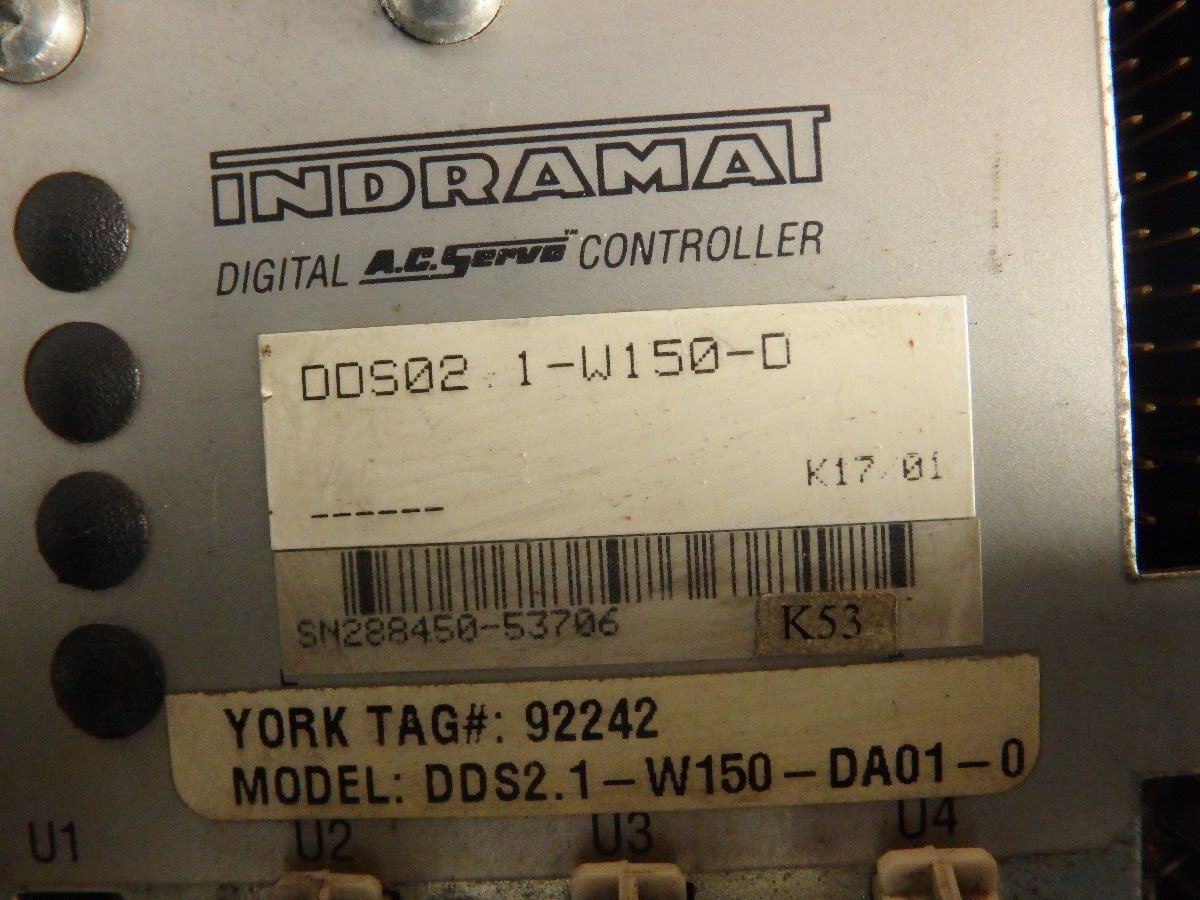 INDRAMAT
DIGITAL A.C. Servo™ CONTROLLER
DDS02.1-W150-D
K17/01
------
SN288450-53706
K53
YORK TAG#: 92242
MODEL: DDS2.1-W150-DA01-0
U1 U2 U3 U4